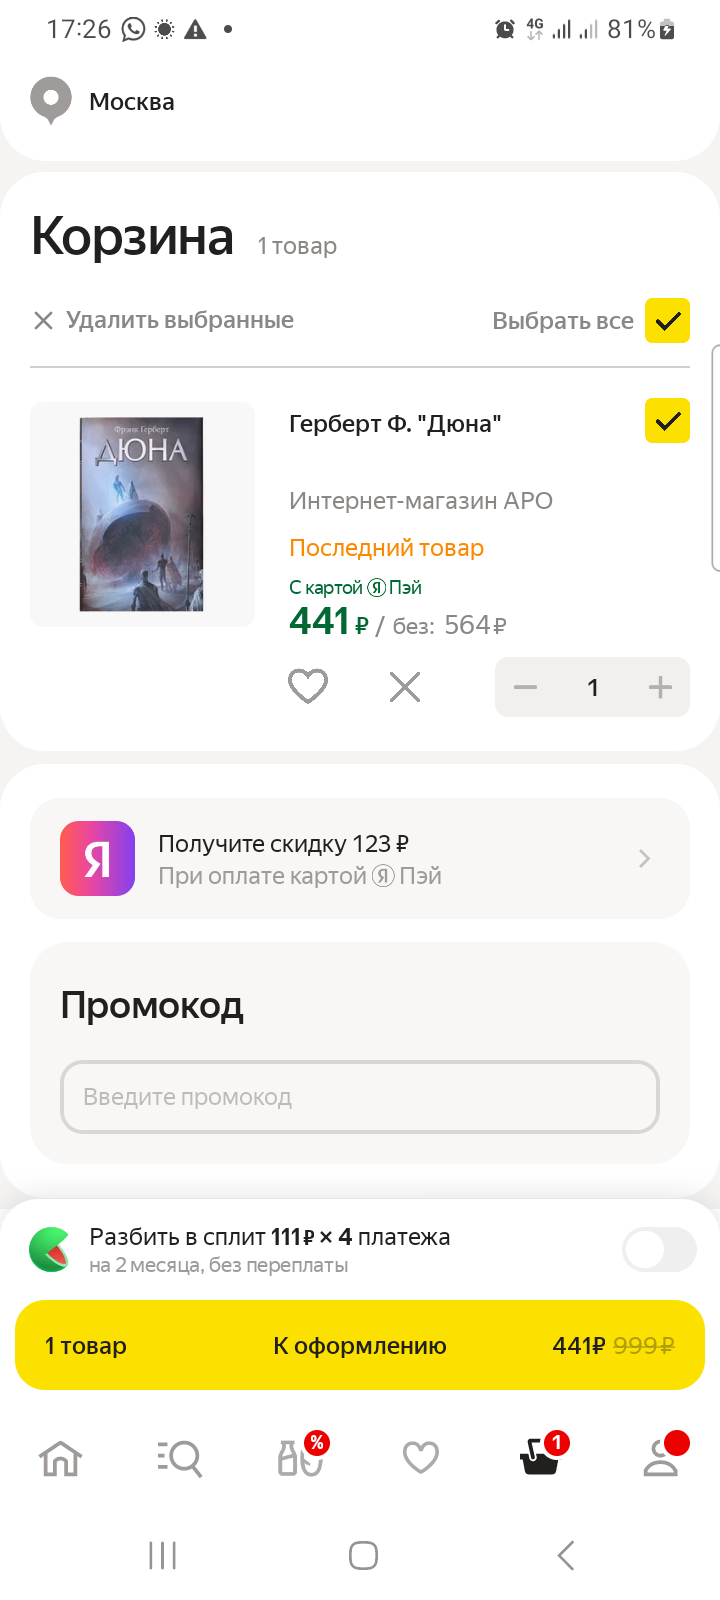 17:26 4G 81%
Москва
Корзина 1 товар
Удалить выбранные Выбрать все
Фрэнк Герберт
ДЮНА
Герберт Ф. "Дюна"
Интернет-магазин АРО
Последний товар
С картой Я Пэй
441 ₽ / без: 564 ₽
1
Я
Получите скидку 123 ₽
При оплате картой Я Пэй
Промокод
Введите промокод
Разбить в сплит 111 ₽ × 4 платежа
на 2 месяца, без переплаты
1 товар К оформлению 441₽ 999₽
% 1